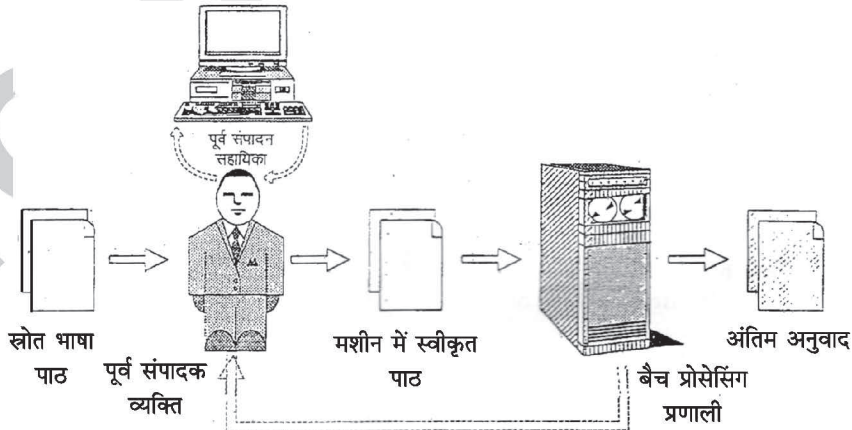 पूर्व संपादन
सहायिका
स्रोत भाषा
पाठ
पूर्व संपादक
व्यक्ति
मशीन में स्वीकृत
पाठ
बैच प्रोसेसिंग
प्रणाली
अंतिम अनुवाद